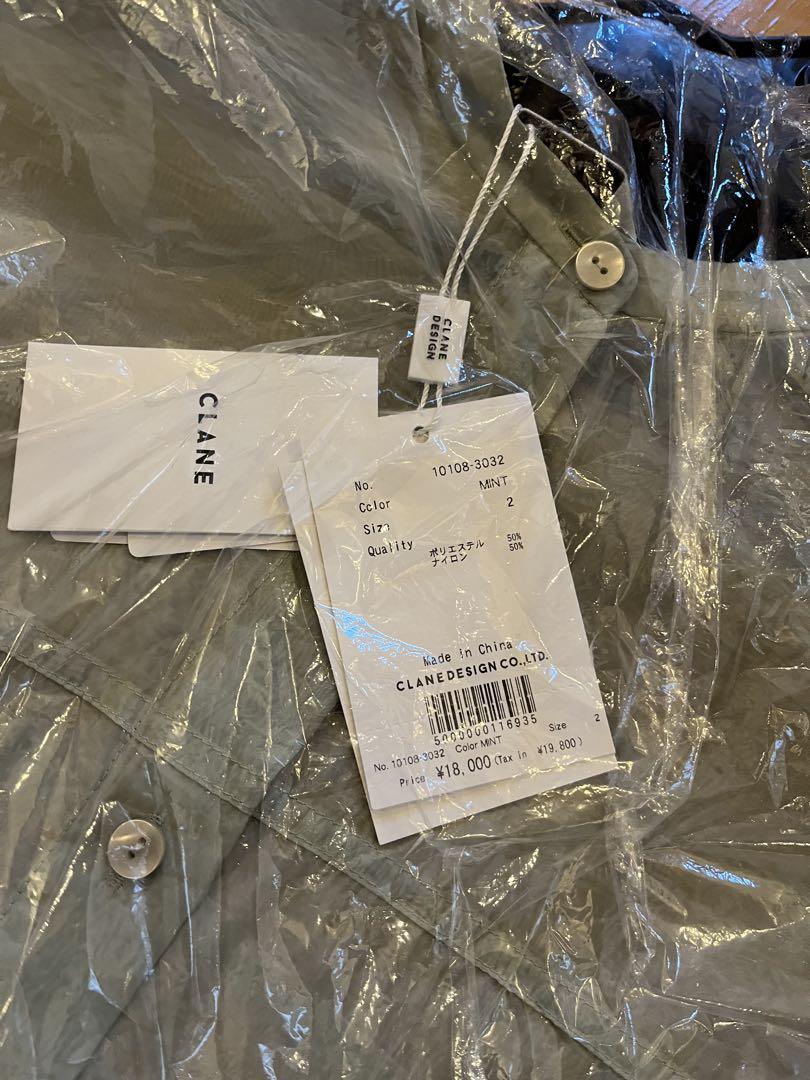 CLANE
DESIGN
CLANE
No. 10108-3032
Color MINT
Size 2
Quality ポリエステル 50%
ナイロン 50%
Made in China
CLANE DESIGN CO.,LTD.
5000000116935
No. 10108-3032 Color MINT Size 2
Price ¥18,000 (Tax in ¥19,800)